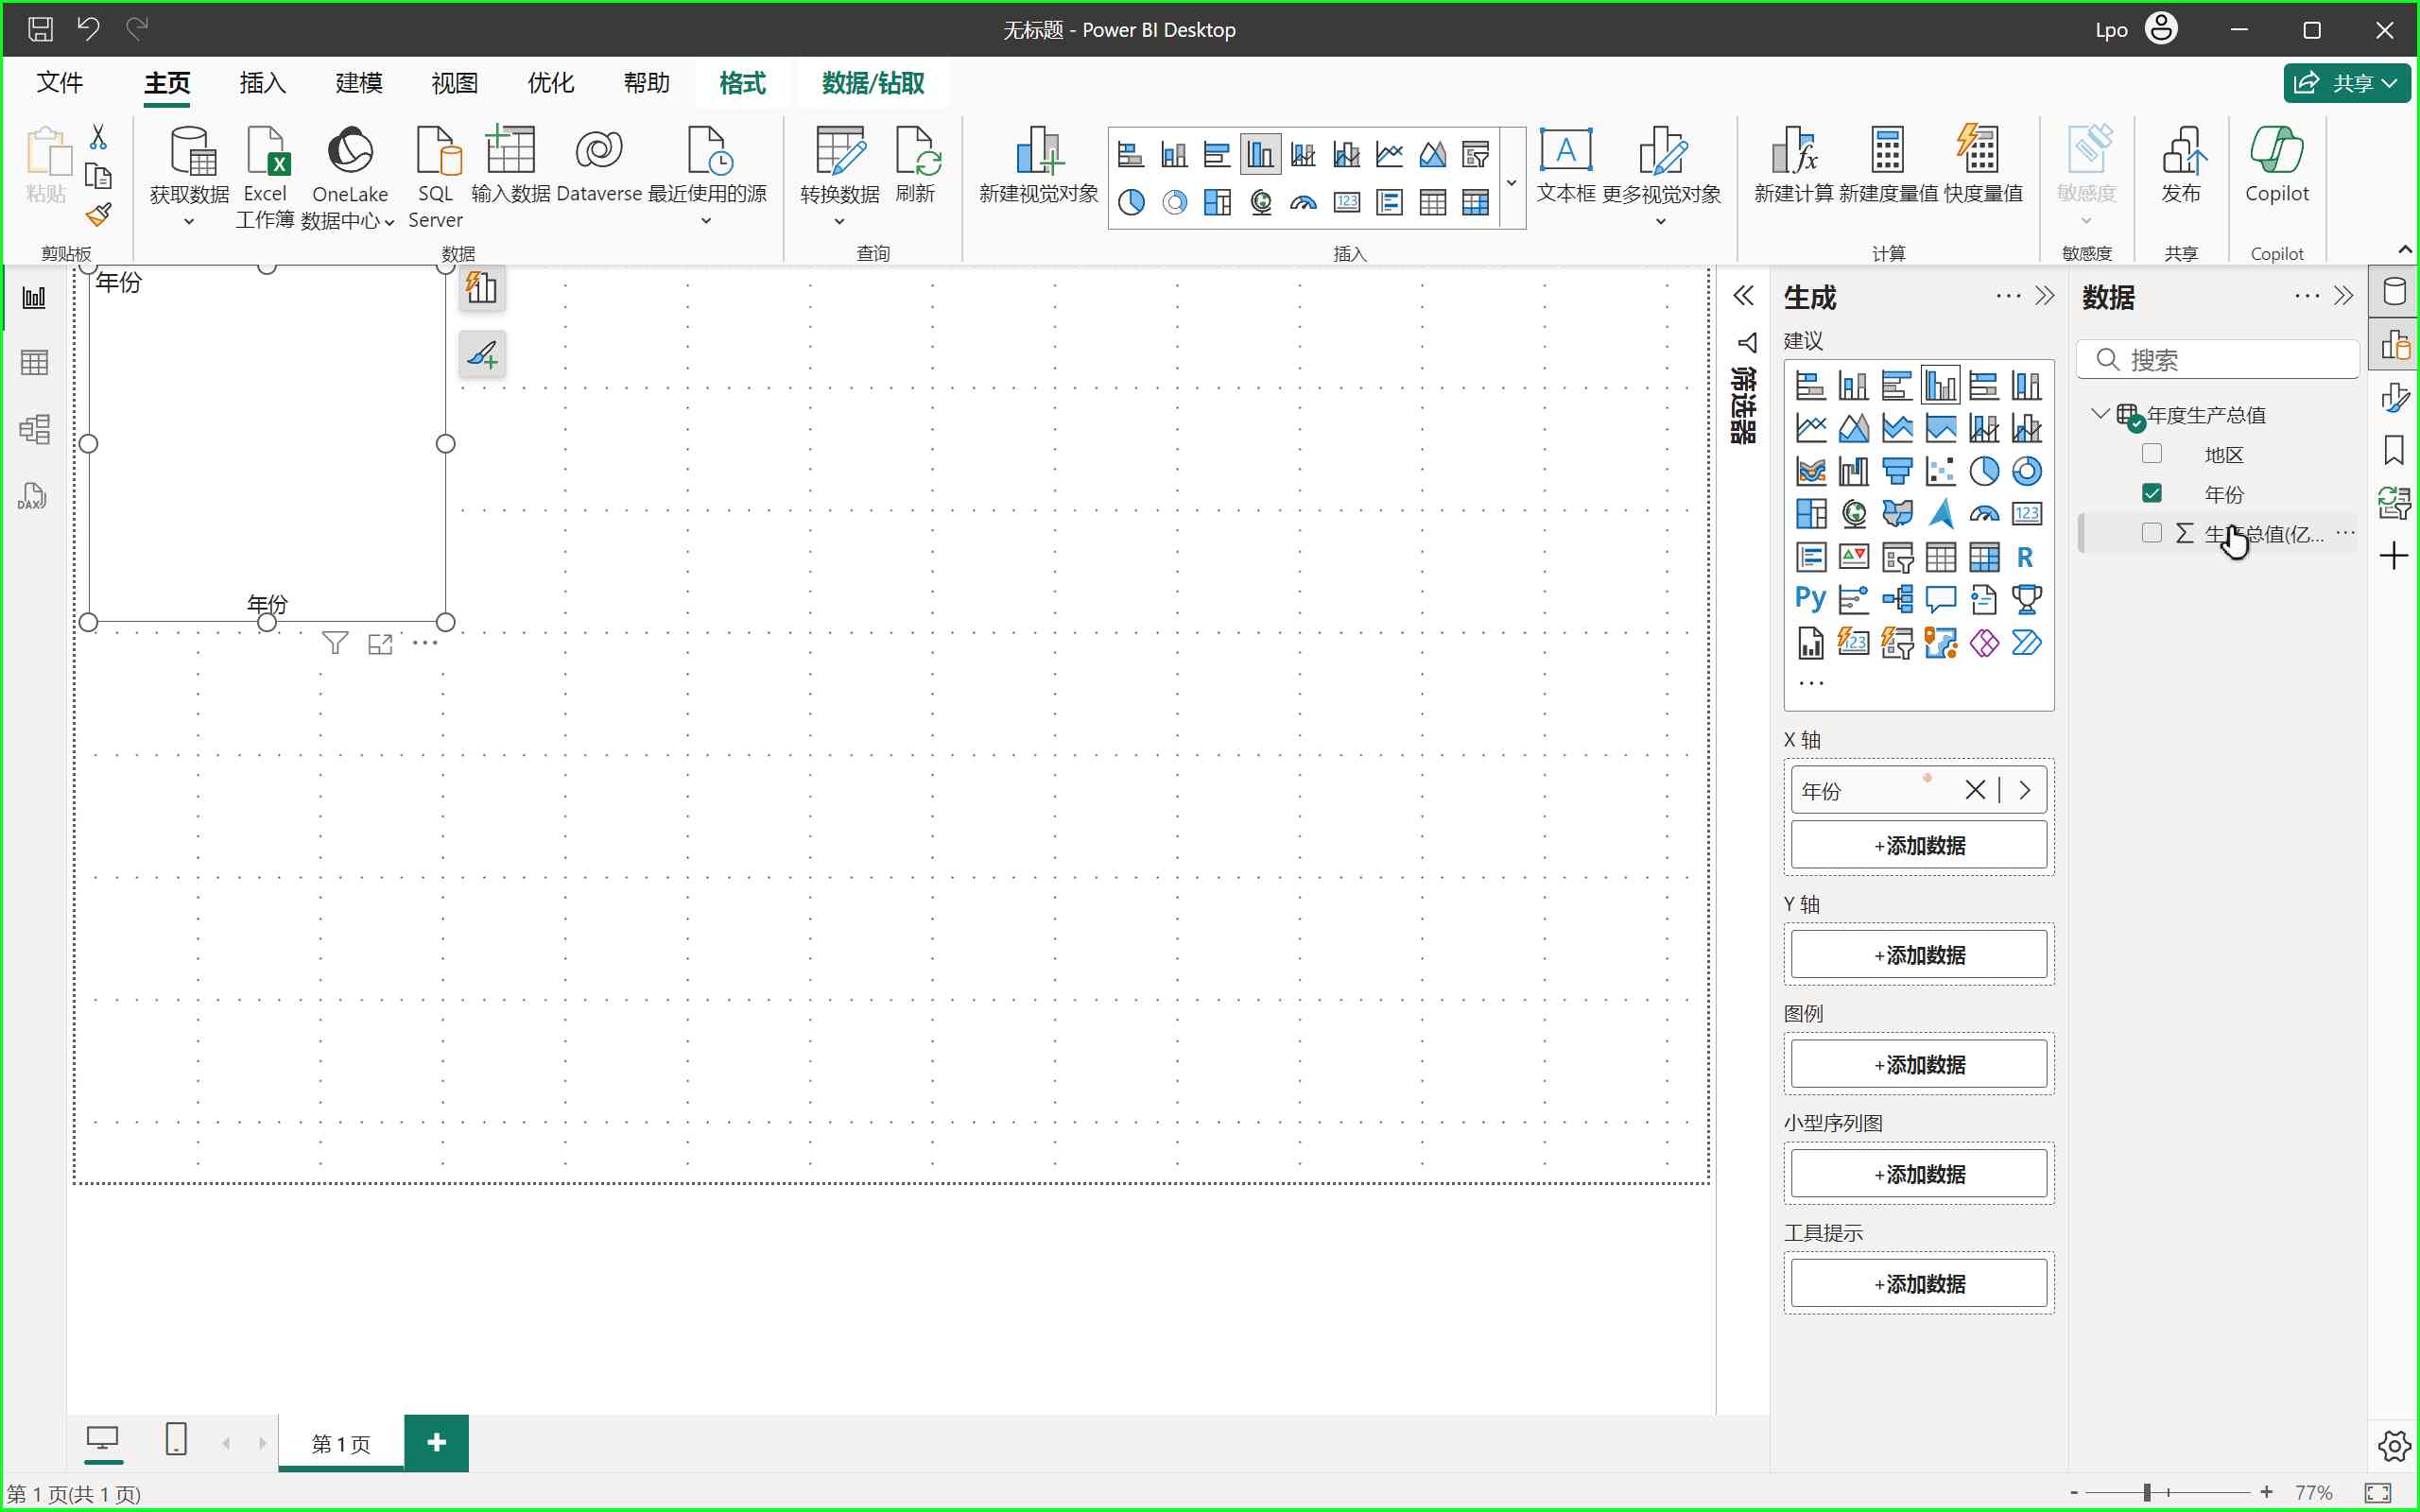 无标题 - Power BI Desktop
Lpo
文件 主页 插入 建模 视图 优化 帮助 格式 数据/钻取
共享
粘贴
获取数据
Excel 工作簿
OneLake 数据中心
SQL Server
输入数据
Dataverse
最近使用的源
转换数据
刷新
新建视觉对象
123
A
文本框
更多视觉对象
新建计算
新建度量值
快度量值
敏感度
发布
Copilot
剪贴板
数据
查询
插入
计算
敏感度
共享
Copilot
DAX
年份
年份
筛选器
生成
建议
123
R
Py
123
X 轴
年份
+添加数据
Y 轴
+添加数据
图例
+添加数据
小型序列图
+添加数据
工具提示
+添加数据
数据
搜索
年度生产总值
地区
年份
Σ 生产总值(亿...
第 1 页
第 1 页(共 1 页)
- + 77%